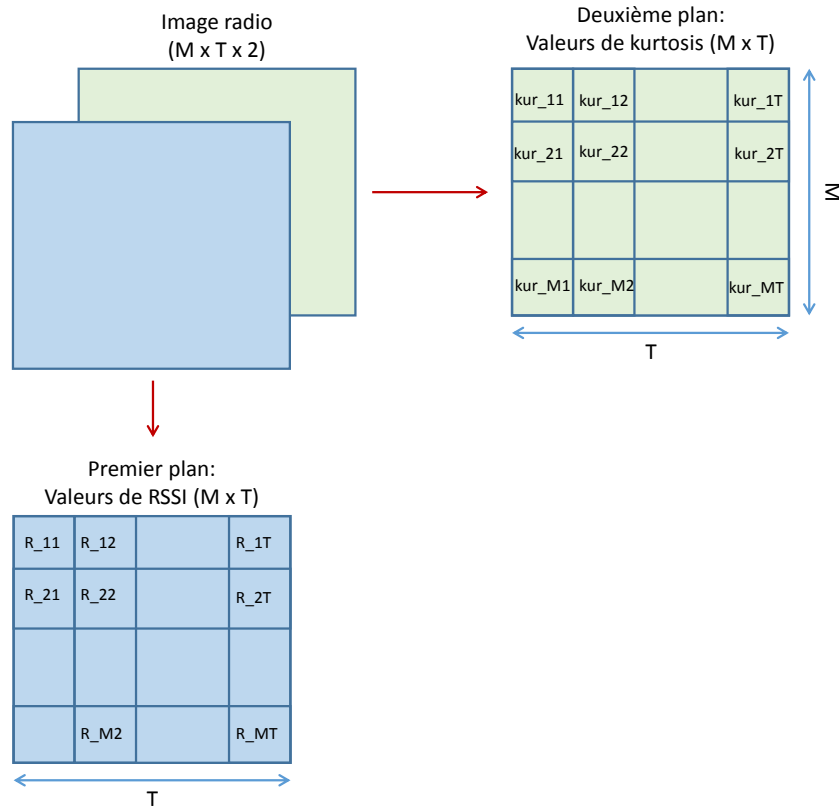 Image radio
(M x T x 2)
Deuxième plan:
Valeurs de kurtosis (M x T)
kur_11 kur_12 kur_1T
kur_21 kur_22 kur_2T
kur_M1 kur_M2 kur_MT
M
T
Premier plan:
Valeurs de RSSI (M x T)
R_11 R_12 R_1T
R_21 R_22 R_2T
R_M2 R_MT
T